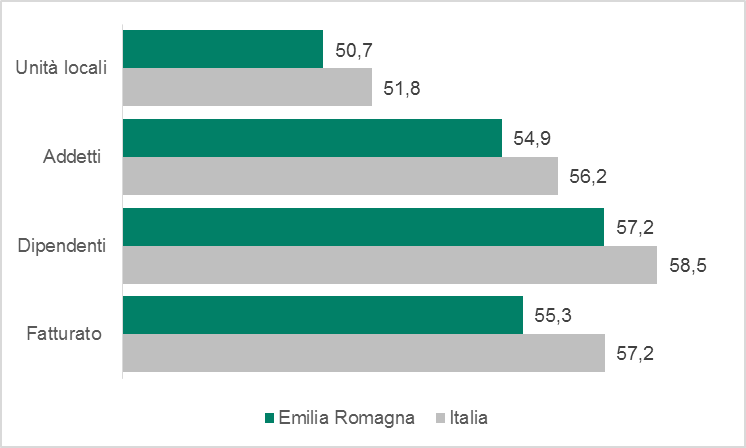 Unità locali
50,7
51,8
Addetti
54,9
56,2
Dipendenti
57,2
58,5
Fatturato
55,3
57,2
Emilia Romagna
Italia